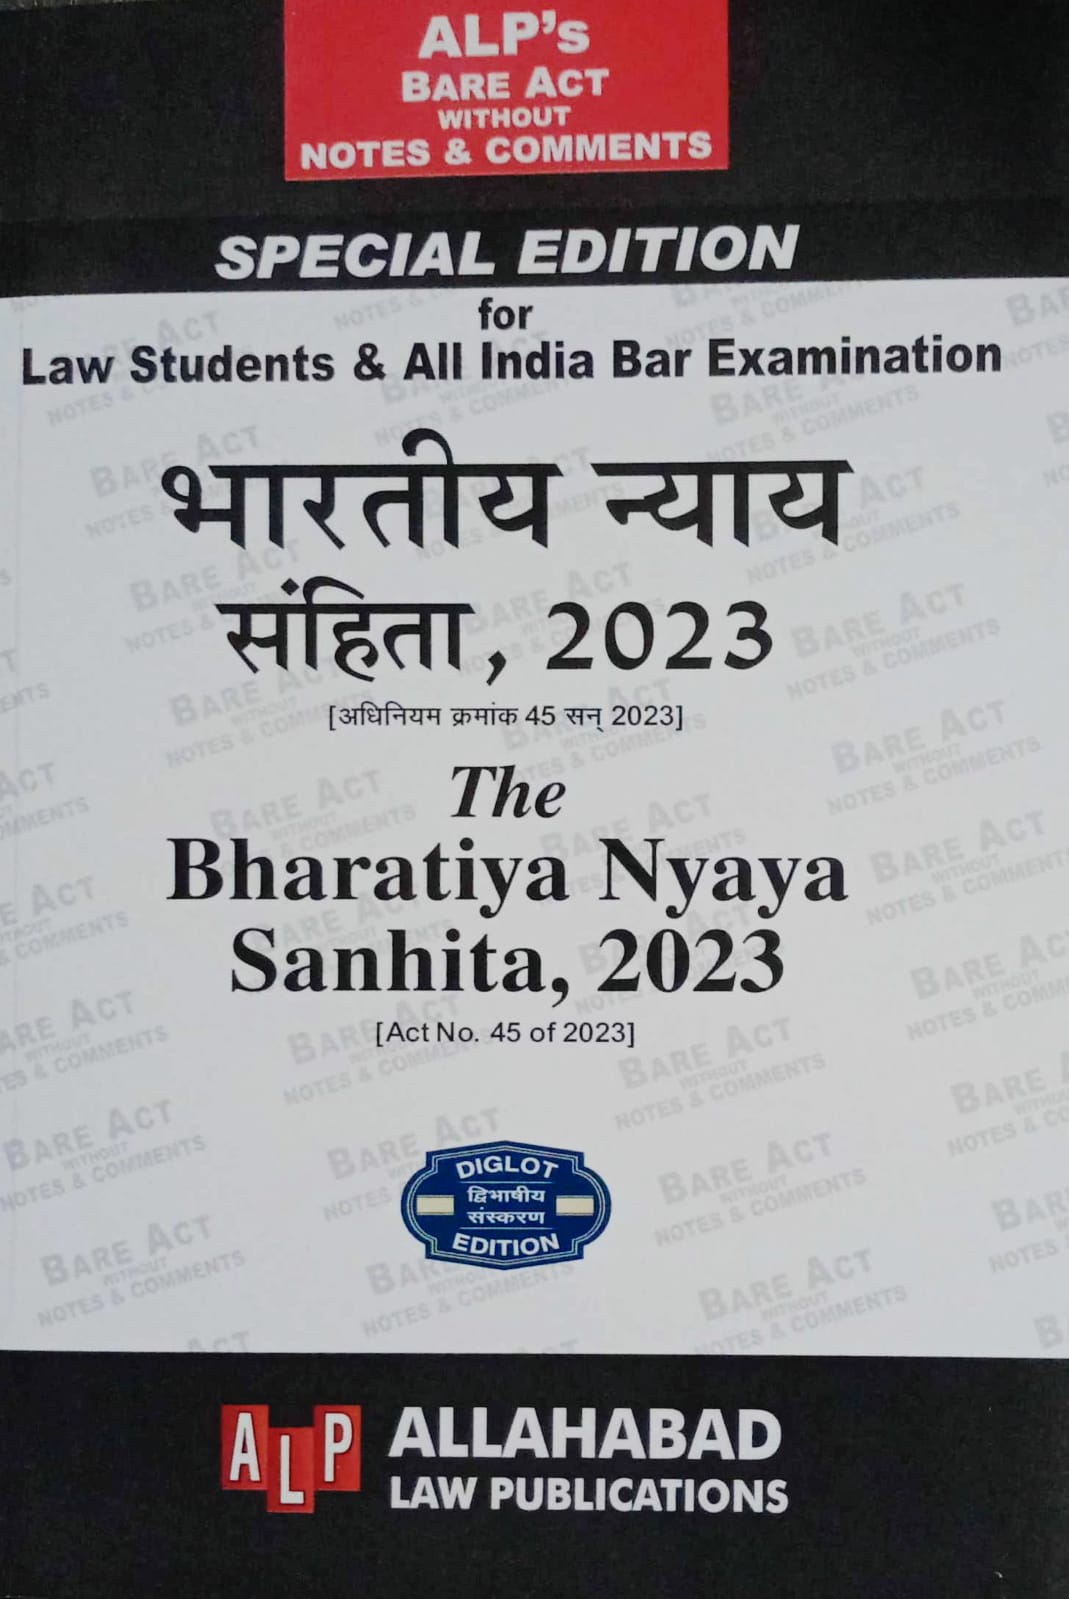 ALP's
BARE ACT
WITHOUT
NOTES & COMMENTS
SPECIAL EDITION
for
Law Students & All India Bar Examination
भारतीय न्याय
संहिता, 2023
[अधिनियम क्रमांक 45 सन् 2023]
The
Bharatiya Nyaya
Sanhita, 2023
[Act No. 45 of 2023]
DIGLOT
द्विभाषीय
संस्करण
EDITION
ALP
ALLAHABAD
LAW PUBLICATIONS